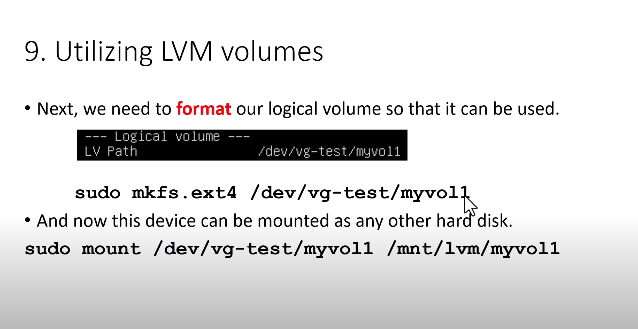 9. Utilizing LVM volumes
• Next, we need to format our logical volume so that it can be used.
--- Logical volume ---
LV Path /dev/vg-test/myvol1
sudo mkfs.ext4 /dev/vg-test/myvol1
• And now this device can be mounted as any other hard disk.
sudo mount /dev/vg-test/myvol1 /mnt/lvm/myvol1